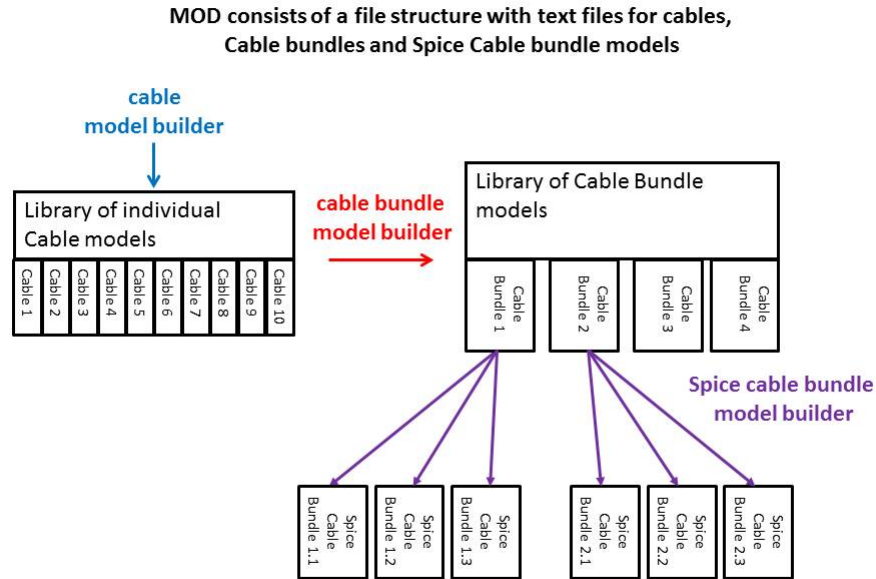 MOD consists of a file structure with text files for cables,
Cable bundles and Spice Cable bundle models
cable
model builder
Library of individual
Cable models
Cable 1
Cable 2
Cable 3
Cable 4
Cable 5
Cable 6
Cable 7
Cable 8
Cable 9
Cable 10
cable bundle
model builder
Library of Cable Bundle
models
Cable
Bundle 1
Cable
Bundle 2
Cable
Bundle 3
Cable
Bundle 4
Spice cable bundle
model builder
Spice
Cable
Bundle 1.1
Spice
Cable
Bundle 1.2
Spice
Cable
Bundle 1.3
Spice
Cable
Bundle 2.1
Spice
Cable
Bundle 2.2
Spice
Cable
Bundle 2.3